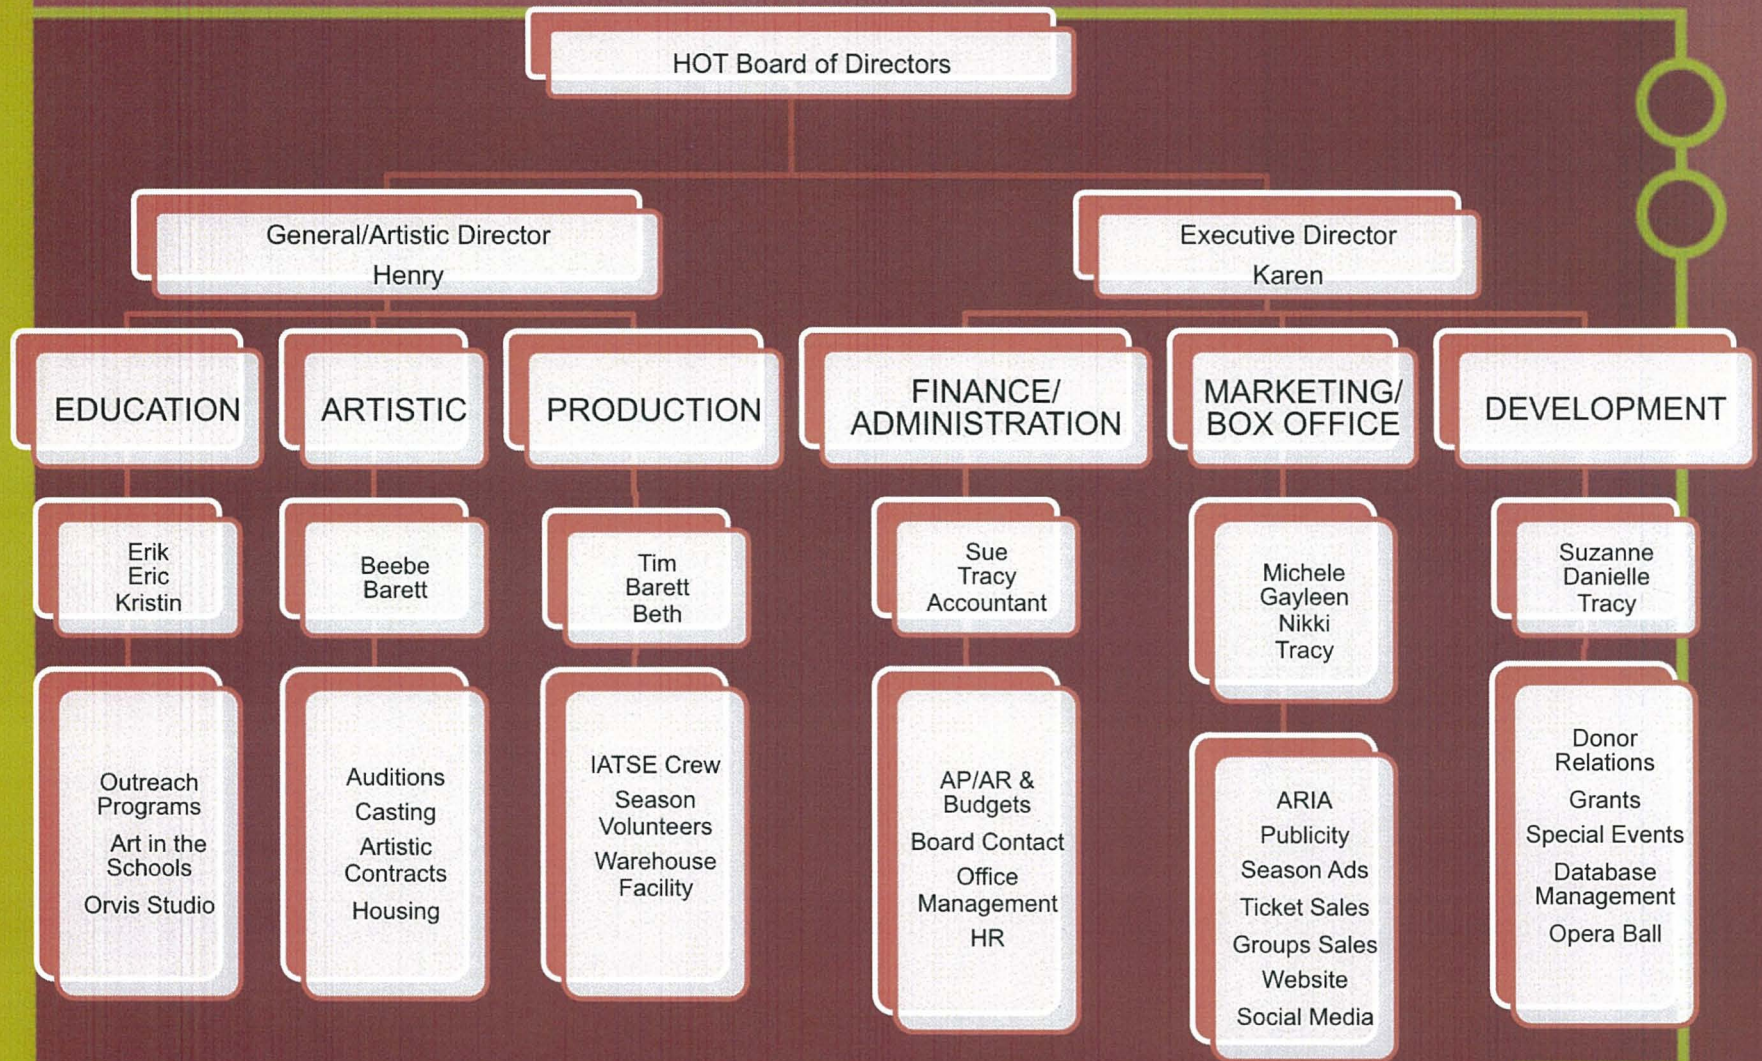 HOT Board of Directors
General/Artistic Director
Henry
Executive Director
Karen
EDUCATION
ARTISTIC
PRODUCTION
FINANCE/
ADMINISTRATION
MARKETING/
BOX OFFICE
DEVELOPMENT
Erik
Eric
Kristin
Beebe
Barett
Tim
Barett
Beth
Sue
Tracy
Accountant
Michele
Gayleen
Nikki
Tracy
Suzanne
Danielle
Tracy
Outreach
Programs
Art in the
Schools
Orvis Studio
Auditions
Casting
Artistic
Contracts
Housing
IATSE Crew
Season
Volunteers
Warehouse
Facility
AP/AR &
Budgets
Board Contact
Office
Management
HR
ARIA
Publicity
Season Ads
Ticket Sales
Groups Sales
Website
Social Media
Donor
Relations
Grants
Special Events
Database
Management
Opera Ball